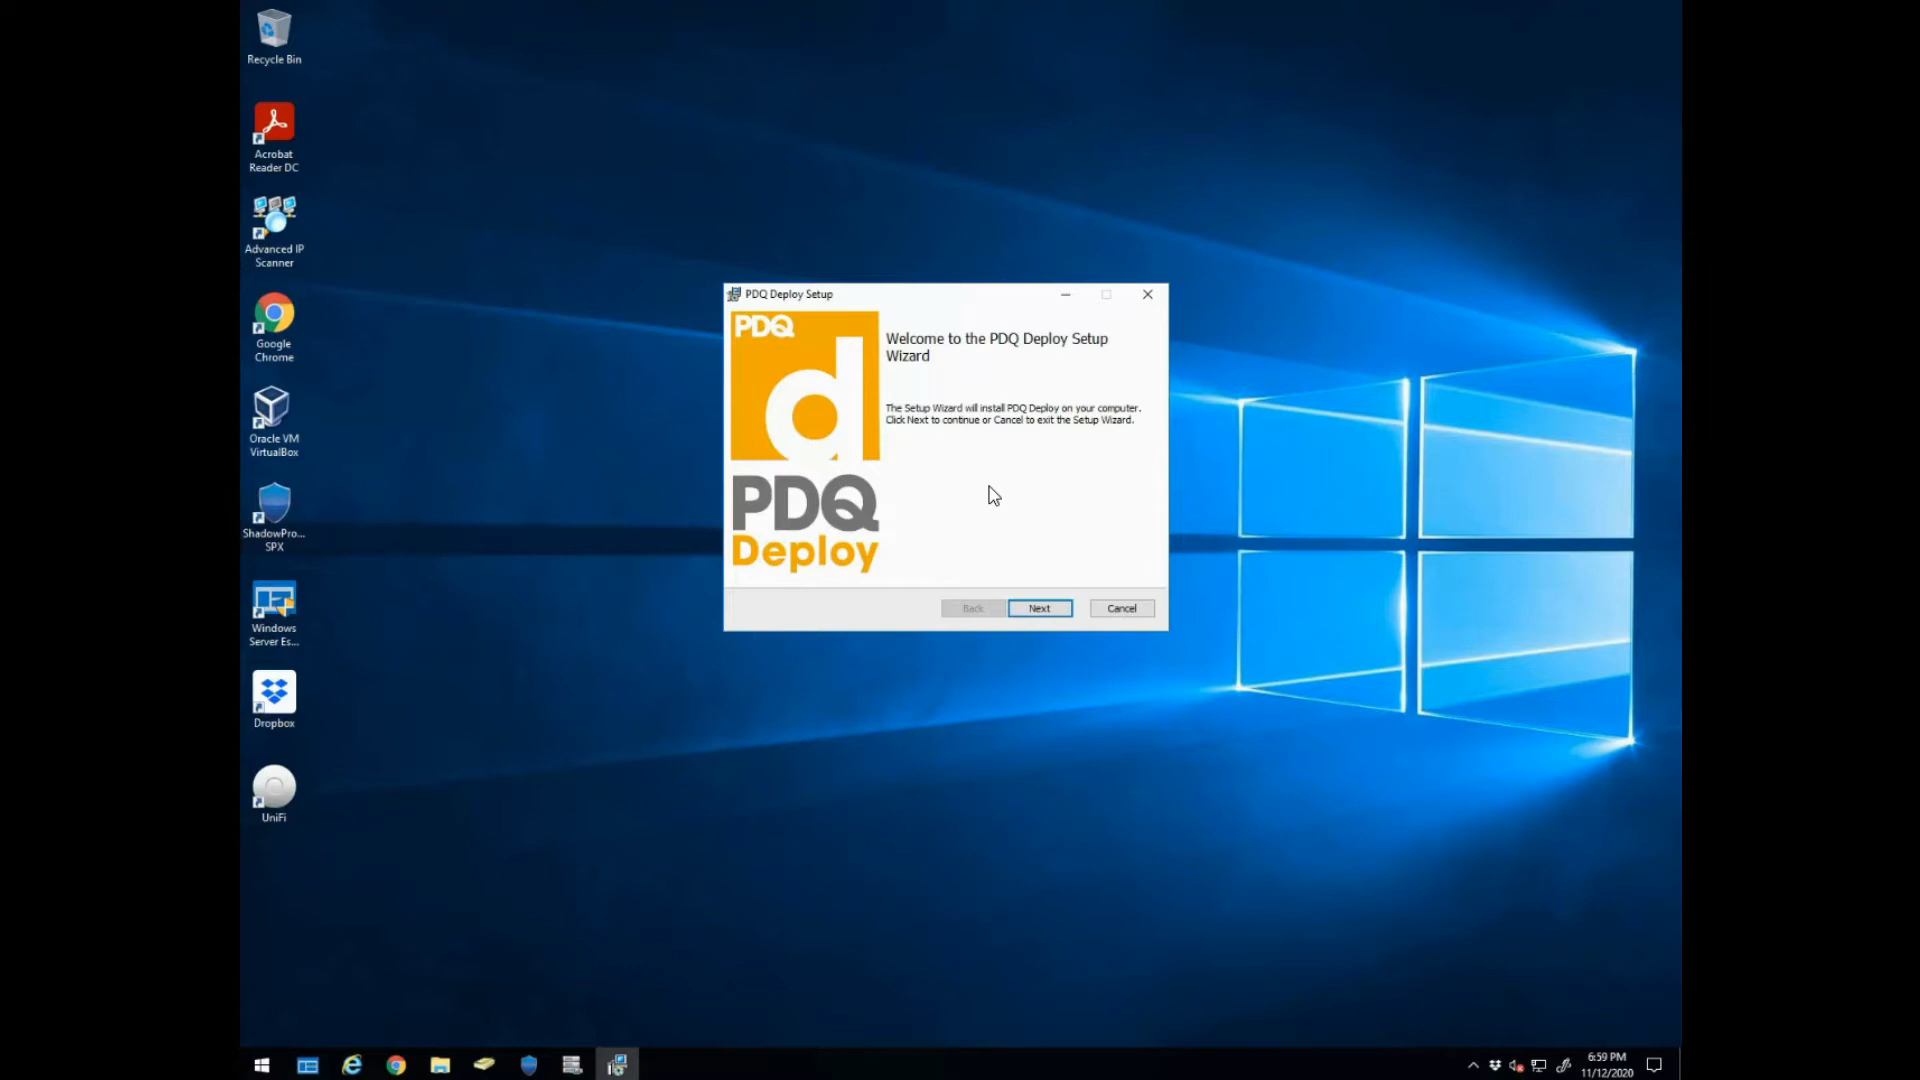 Recycle Bin
Acrobat
Reader DC
Advanced IP
Scanner
Google
Chrome
Oracle VM
VirtualBox
ShadowPro...
SPX
Windows
Server Es...
Dropbox
UniFi
PDQ Deploy Setup
PDQ
d
PDQ
Deploy
Welcome to the PDQ Deploy Setup
Wizard
The Setup Wizard will install PDQ Deploy on your computer.
Click Next to continue or Cancel to exit the Setup Wizard.
Back
Next
Cancel
6:59 PM
11/12/2020